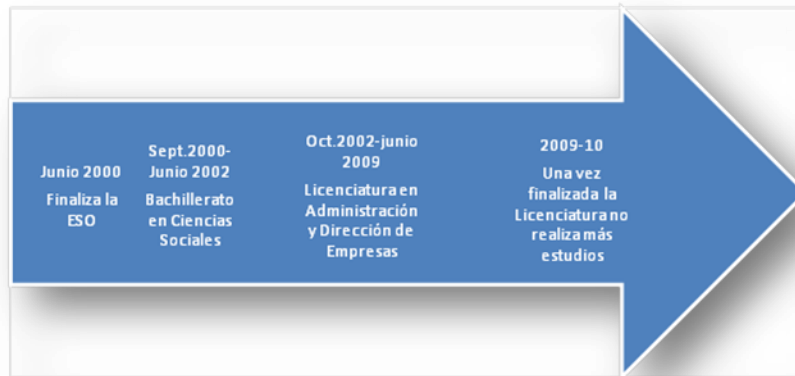 Junio 2000
Finaliza la
ESO
Sept.2000-
Junio 2002
Bachillerato
en Ciencias
Sociales
Oct.2002-junio
2009
Licenciatura en
Administración
y Dirección de
Empresas
2009-10
Una vez
finalizada la
Licenciatura no
realiza más
estudios